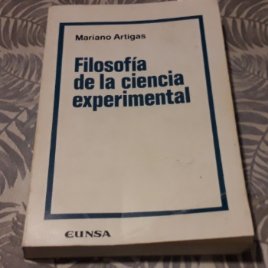 Mariano Artigas
Filosofía
de la ciencia
experimental
EUNSA